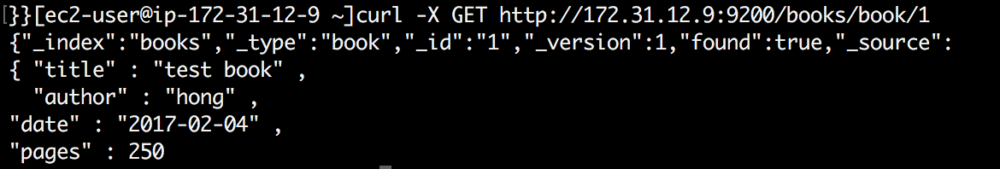 [}}[ec2-user@ip-172-31-12-9 ~]curl -X GET http://172.31.12.9:9200/books/book/1
{"_index":"books","_type":"book","_id":"1","_version":1,"found":true,"_source":
{ "title" : "test book" ,
  "author" : "hong" ,
"date" : "2017-02-04" ,
"pages" : 250